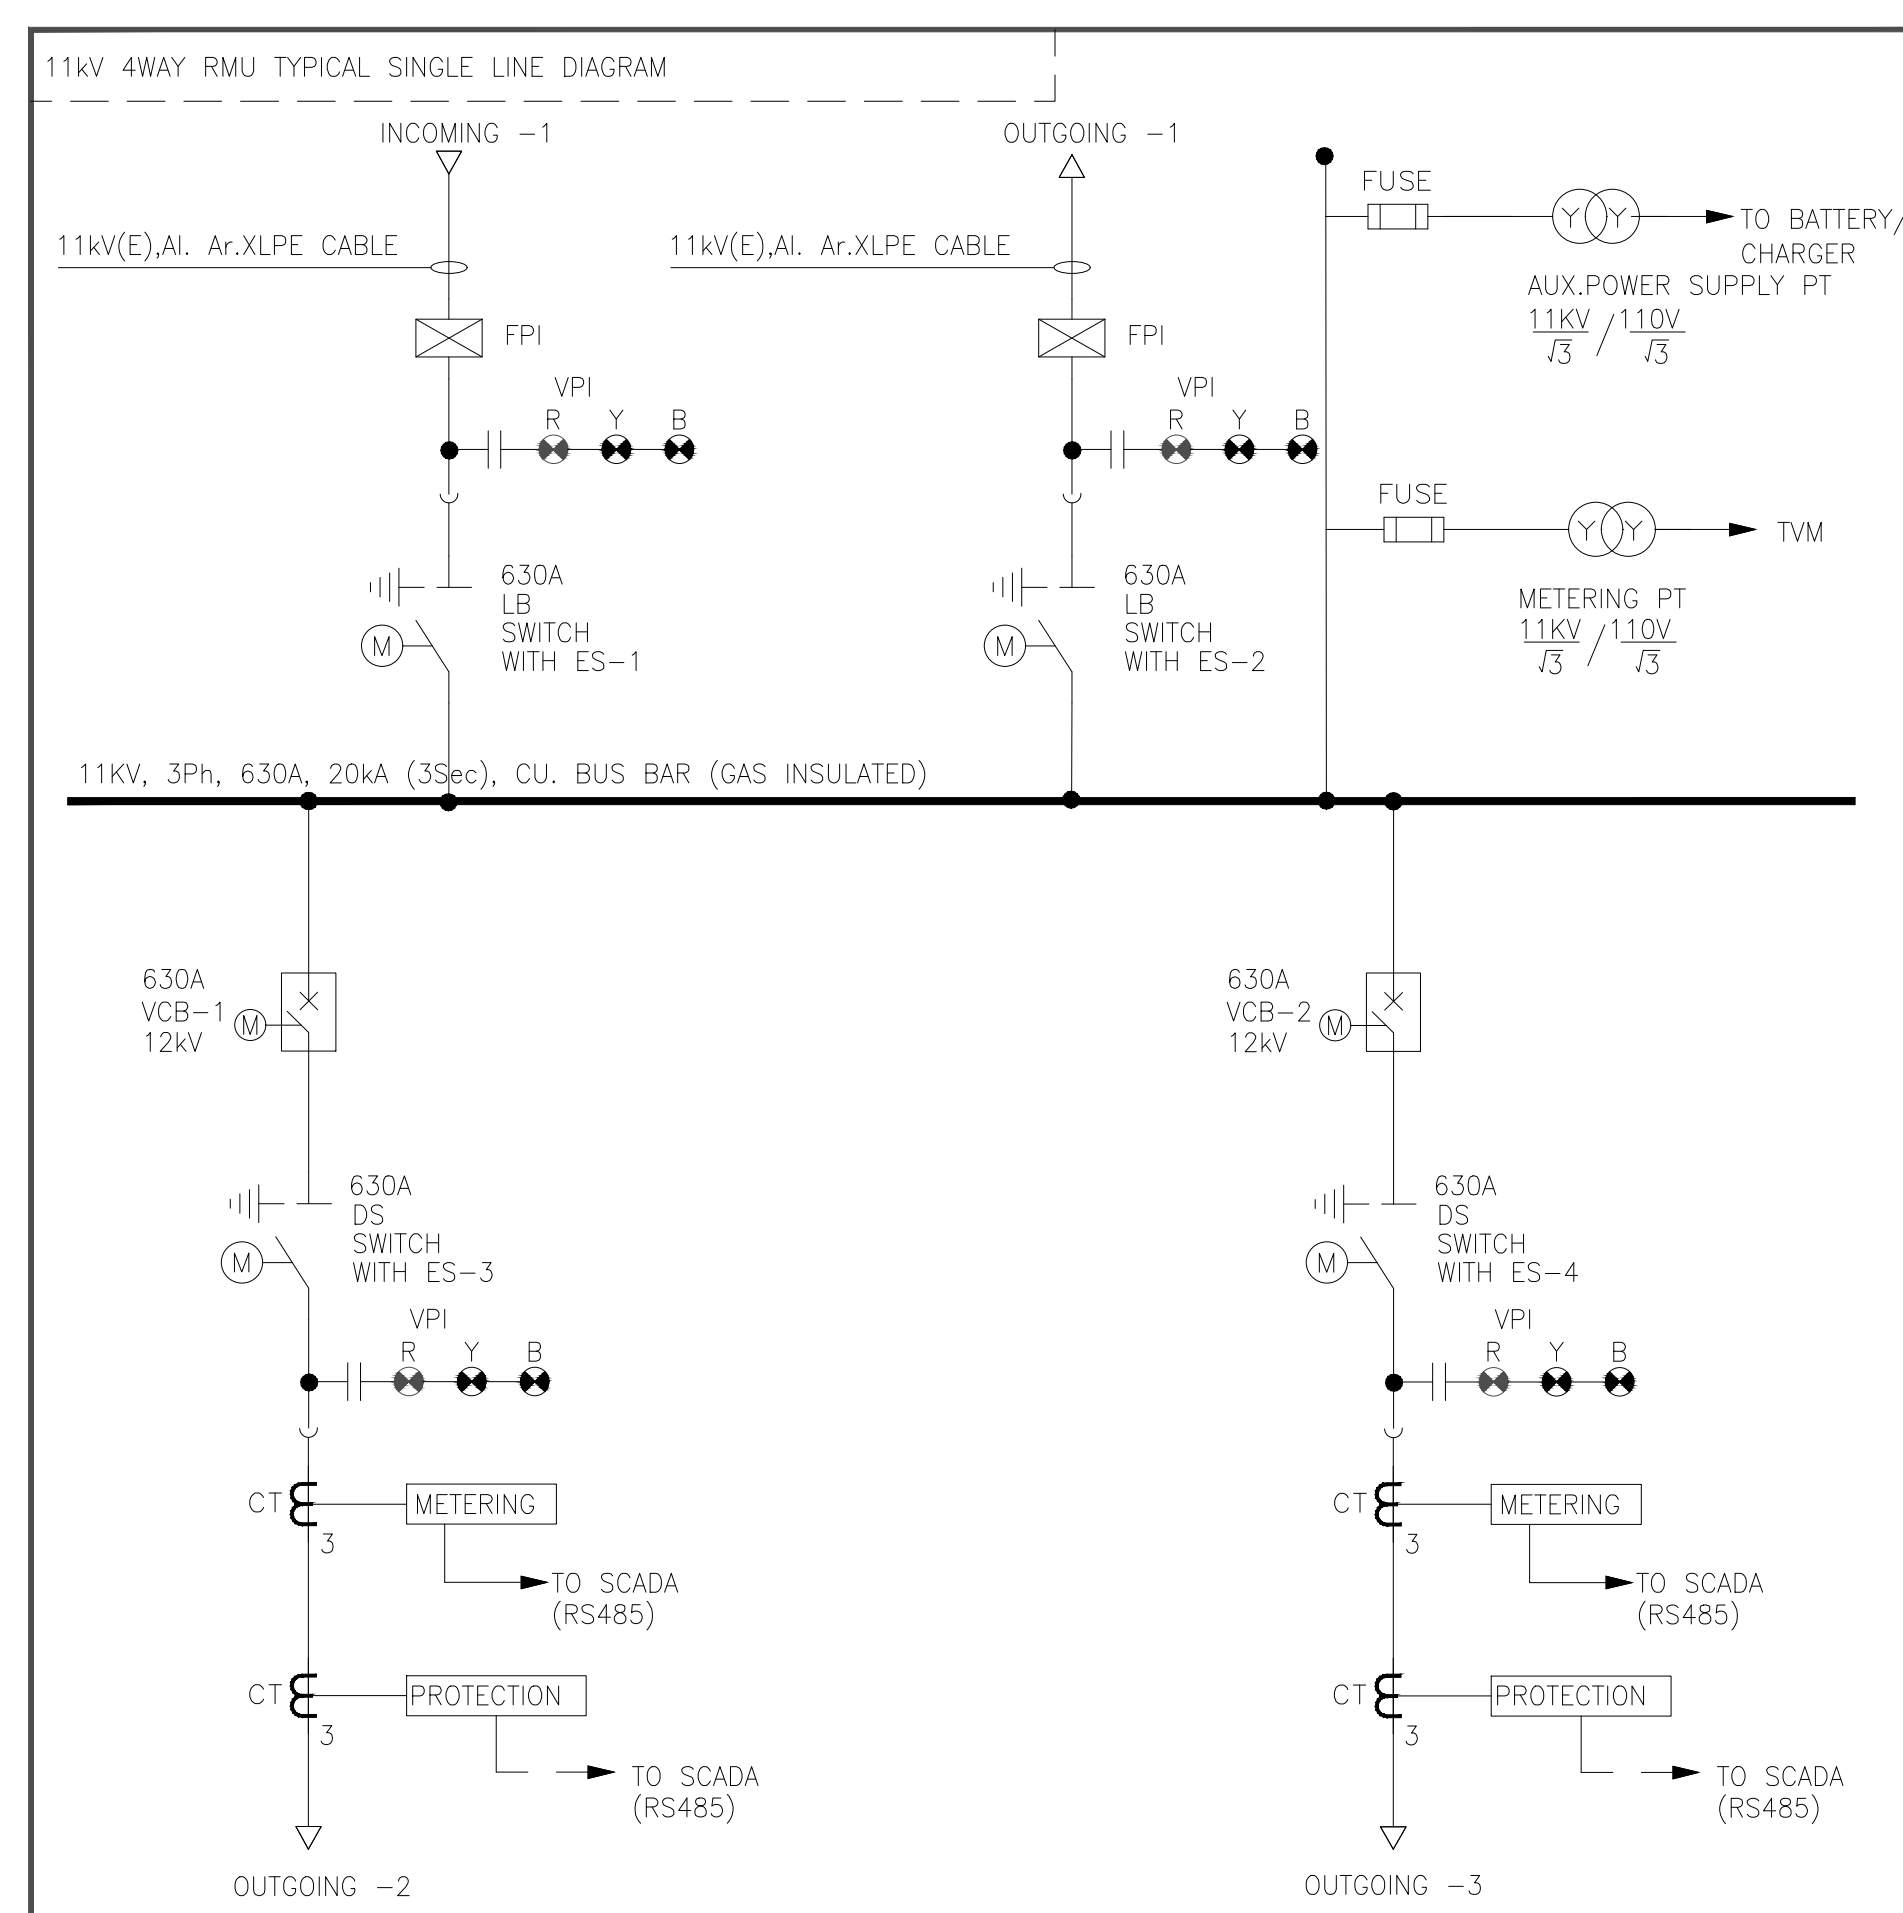 11kV 4WAY RMU TYPICAL SINGLE LINE DIAGRAM
INCOMING -1
OUTGOING -1
11kV(E),Al. Ar.XLPE CABLE
11kV(E),Al. Ar.XLPE CABLE
FPI
FPI
VPI
R Y B
VPI
R Y B
630A
LB
SWITCH
WITH ES-1
M
630A
LB
SWITCH
WITH ES-2
M
FUSE
Y Y
TO BATTERY/
CHARGER
AUX.POWER SUPPLY PT
11KV/√3 / 110V/√3
FUSE
Y Y
TVM
METERING PT
11KV/√3 / 110V/√3
11KV, 3Ph, 630A, 20kA (3Sec), CU. BUS BAR (GAS INSULATED)
630A
VCB-1
12kV
M
630A
DS
SWITCH
WITH ES-3
M
VPI
R Y B
CT
3
METERING
TO SCADA
(RS485)
CT
3
PROTECTION
TO SCADA
(RS485)
OUTGOING -2
630A
VCB-2
12kV
M
630A
DS
SWITCH
WITH ES-4
M
VPI
R Y B
CT
3
METERING
TO SCADA
(RS485)
CT
3
PROTECTION
TO SCADA
(RS485)
OUTGOING -3